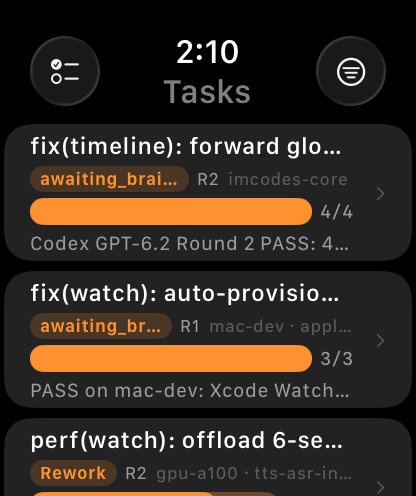 2:10
Tasks
fix(timeline): forward glo...
awaiting_brai... R2 imcodes-core
4/4
Codex GPT-6.2 Round 2 PASS: 4...
fix(watch): auto-provisio...
awaiting_br... R1 mac-dev · appl...
3/3
PASS on mac-dev: Xcode Watch...
perf(watch): offload 6-se...
Rework R2 gpu-a100 · tts-asr-in...